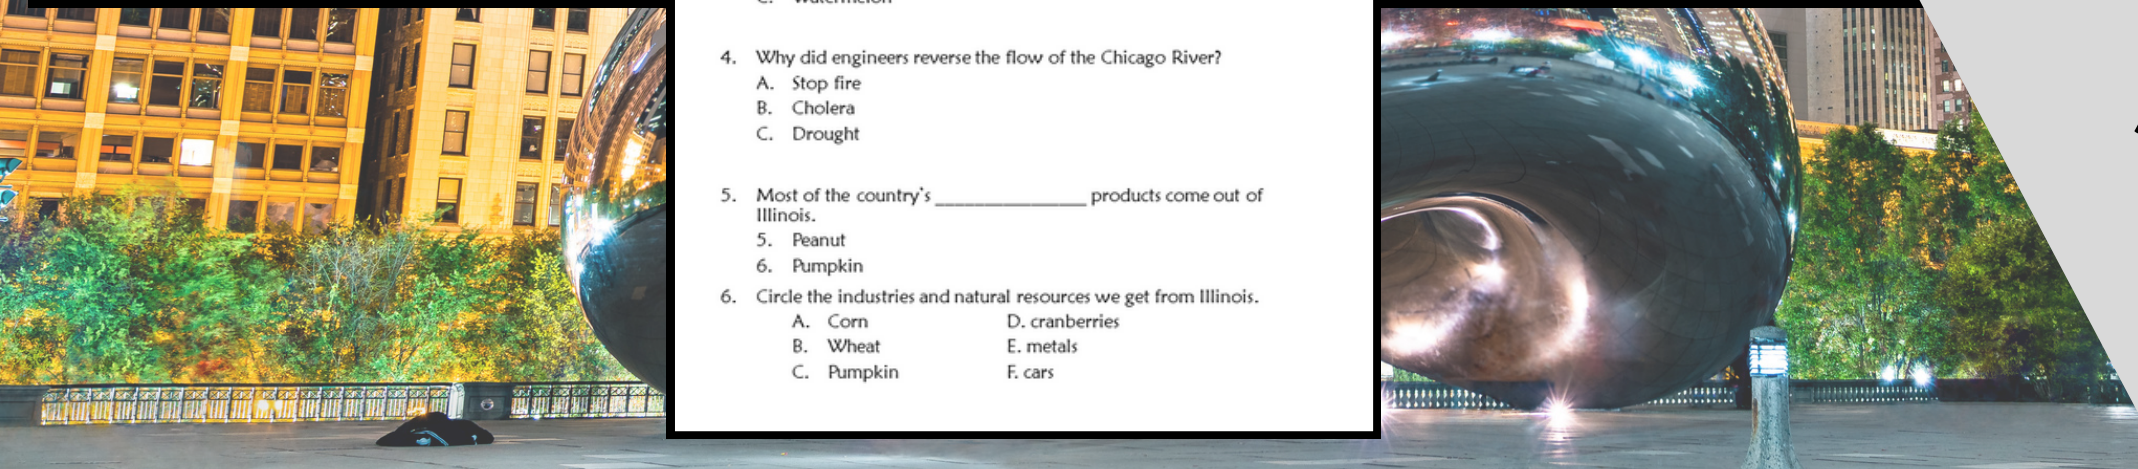 4. Why did engineers reverse the flow of the Chicago River?
A. Stop fire
B. Cholera
C. Drought
5. Most of the country's ________________ products come out of
Illinois.
5. Peanut
6. Pumpkin
6. Circle the industries and natural resources we get from Illinois.
A. Corn D. cranberries
B. Wheat E. metals
C. Pumpkin F. cars